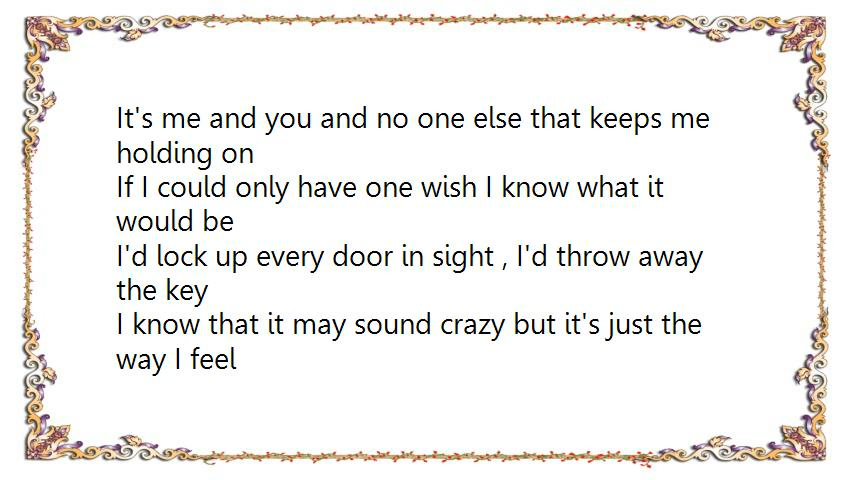 It's me and you and no one else that keeps me
holding on
If I could only have one wish I know what it
would be
I'd lock up every door in sight , I'd throw away
the key
I know that it may sound crazy but it's just the
way I feel